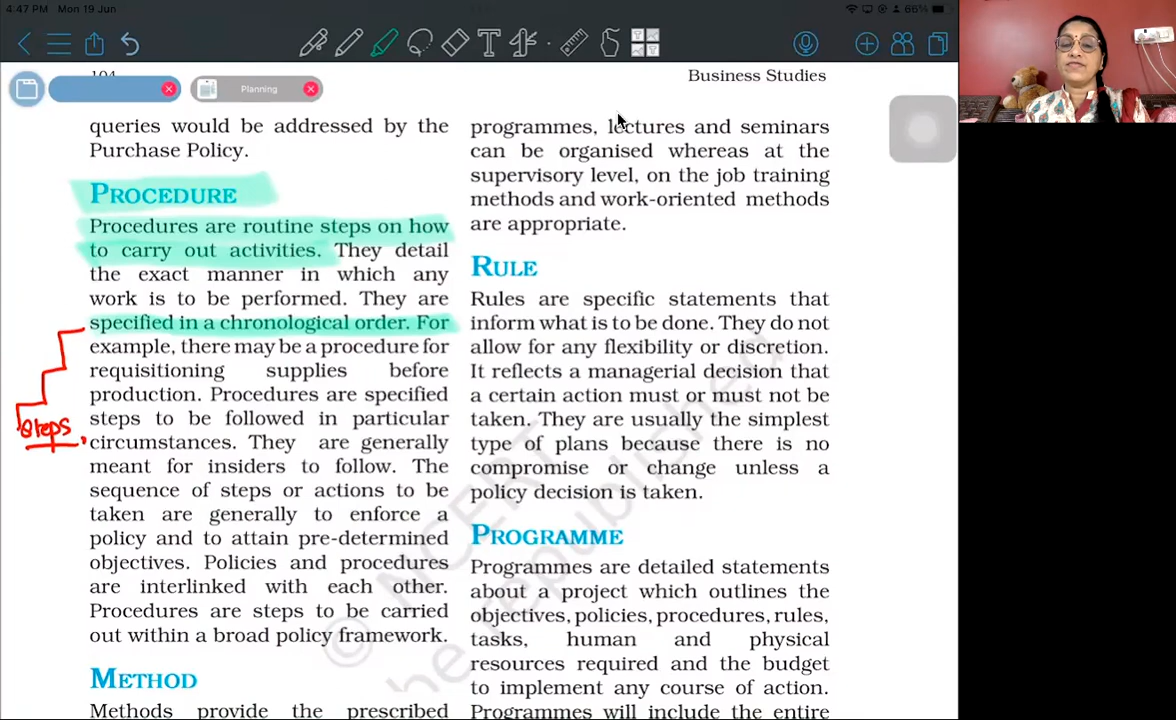 4:47 PM Mon 19 Jun
66%
Planning
104
Business Studies
queries would be addressed by the
Purchase Policy.
PROCEDURE
Procedures are routine steps on how
to carry out activities. They detail
the exact manner in which any
work is to be performed. They are
specified in a chronological order. For
example, there may be a procedure for
requisitioning supplies before
production. Procedures are specified
steps to be followed in particular
circumstances. They are generally
meant for insiders to follow. The
sequence of steps or actions to be
taken are generally to enforce a
policy and to attain pre-determined
objectives. Policies and procedures
are interlinked with each other.
Procedures are steps to be carried
out within a broad policy framework.
METHOD
Methods provide the prescribed
steps
programmes, lectures and seminars
can be organised whereas at the
supervisory level, on the job training
methods and work-oriented methods
are appropriate.
RULE
Rules are specific statements that
inform what is to be done. They do not
allow for any flexibility or discretion.
It reflects a managerial decision that
a certain action must or must not be
taken. They are usually the simplest
type of plans because there is no
compromise or change unless a
policy decision is taken.
PROGRAMME
Programmes are detailed statements
about a project which outlines the
objectives, policies, procedures, rules,
tasks, human and physical
resources required and the budget
to implement any course of action.
Programmes will include the entire
© NCERT
be republished